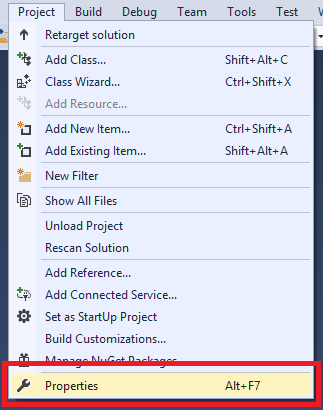 Project Build Debug Team Tools Test
Retarget solution
Add Class... Shift+Alt+C
Class Wizard... Ctrl+Shift+X
Add Resource...
Add New Item... Ctrl+Shift+A
Add Existing Item... Shift+Alt+A
New Filter
Show All Files
Unload Project
Rescan Solution
Add Reference...
Add Connected Service...
Set as StartUp Project
Build Customizations...
Manage NuGet Packages...
Properties Alt+F7